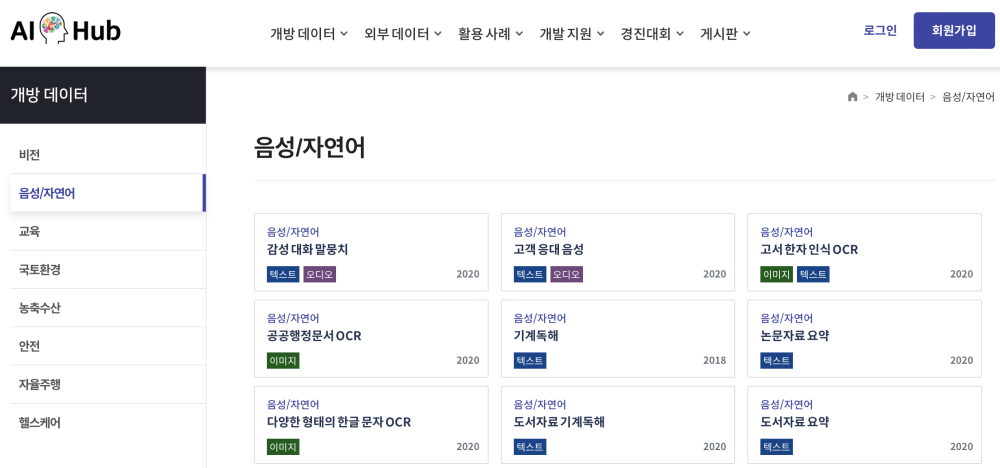 AI Hub
개방 데이터 외부 데이터 활용 사례 개발 지원 경진대회 게시판
로그인 회원가입
개방 데이터
비전
음성/자연어
교육
국토환경
농축수산
안전
자율주행
헬스케어
> 개방 데이터 > 음성/자연어
음성/자연어
음성/자연어
감성 대화 말뭉치
텍스트 오디오 2020
음성/자연어
고객 응대 음성
텍스트 오디오 2020
음성/자연어
고서 한자 인식 OCR
이미지 텍스트 2020
음성/자연어
공공행정문서 OCR
이미지 2020
음성/자연어
기계독해
텍스트 2018
음성/자연어
논문자료 요약
텍스트 2020
음성/자연어
다양한 형태의 한글 문자 OCR
이미지 2020
음성/자연어
도서자료 기계독해
텍스트 2020
음성/자연어
도서자료 요약
텍스트 2020